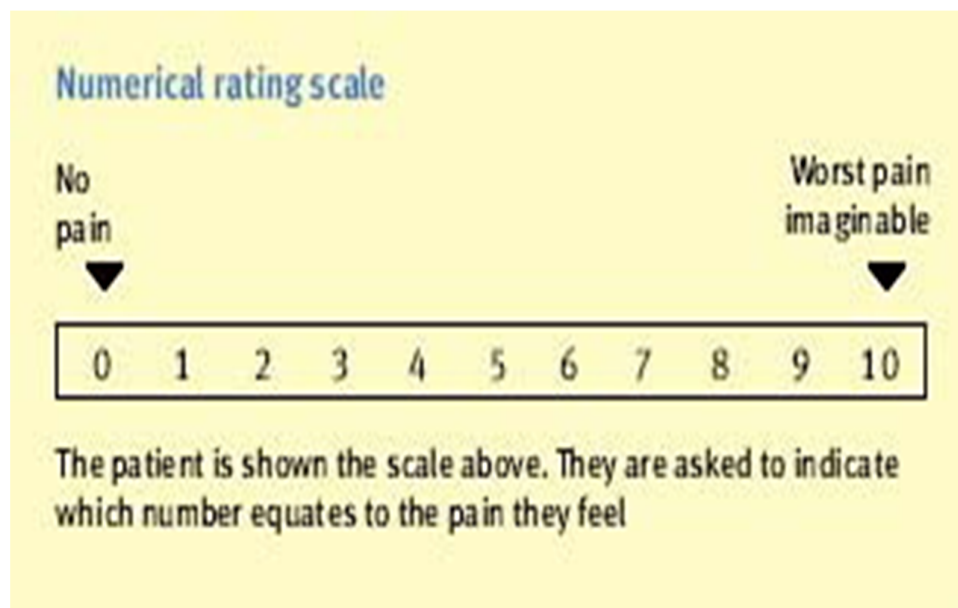 Numerical rating scale
No
pain
Worst pain
imaginable
0 1 2 3 4 5 6 7 8 9 10
The patient is shown the scale above. They are asked to indicate
which number equates to the pain they feel